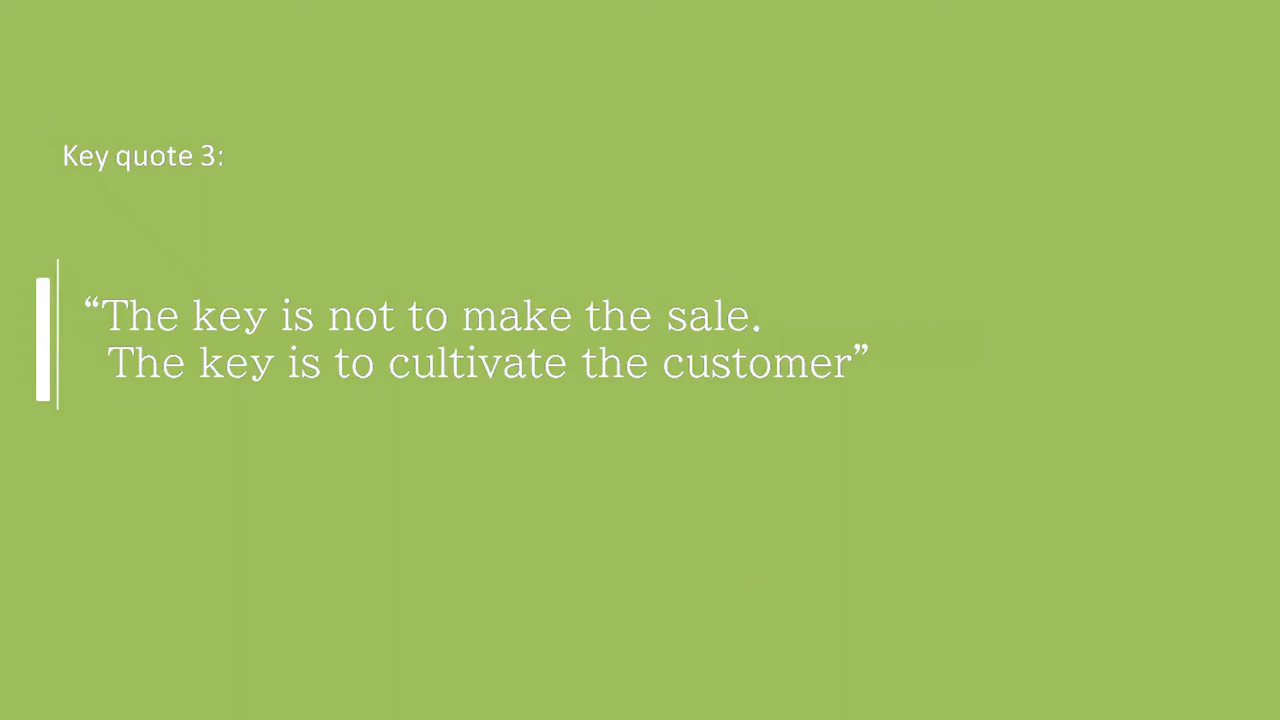 Key quote 3:
“The key is not to make the sale.
The key is to cultivate the customer”